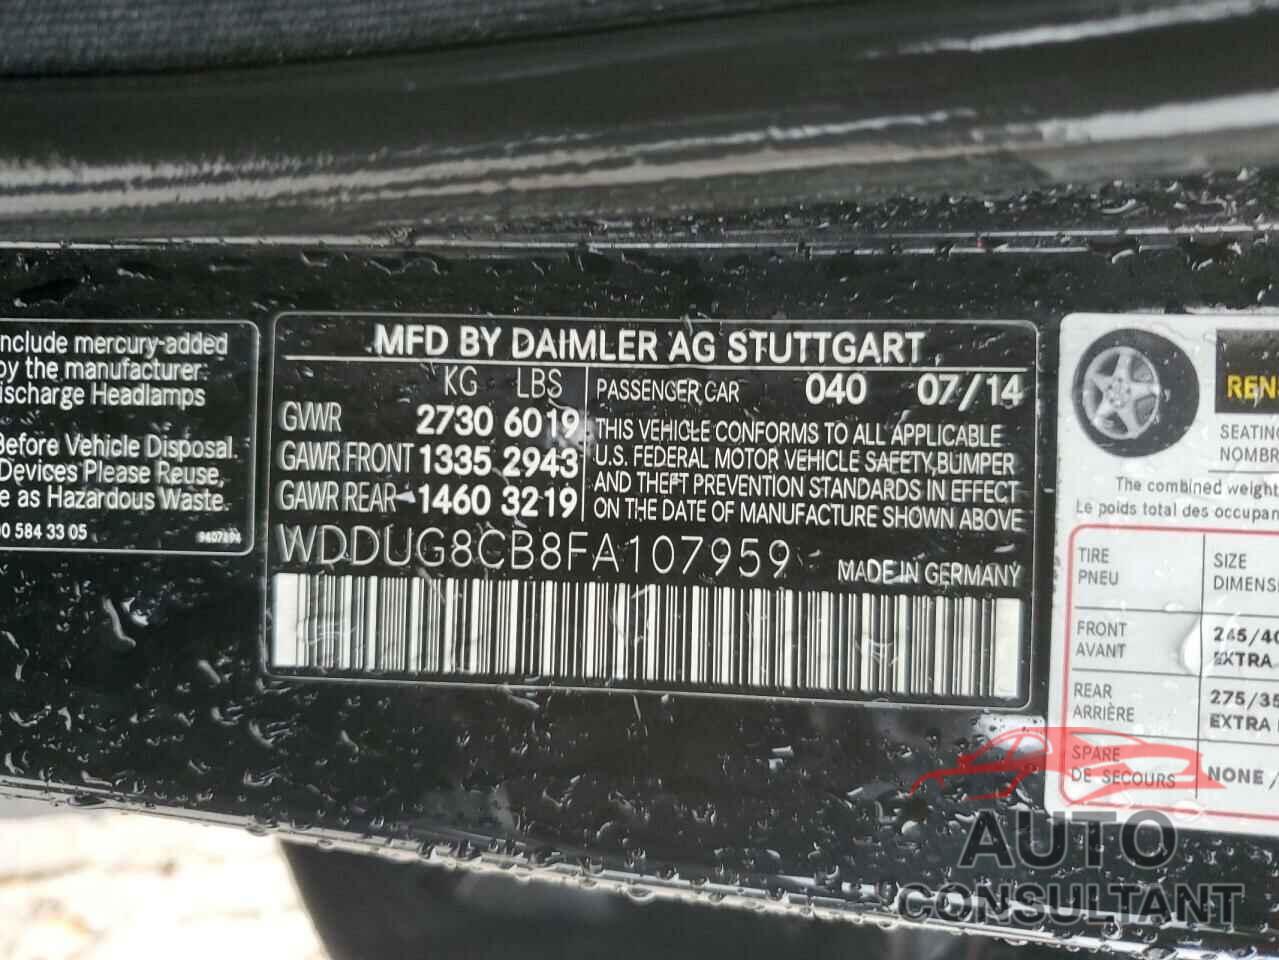 include mercury-added
by the manufacturer:
ischarge Headlamps
Before Vehicle Disposal.
Devices Please Reuse,
e as Hazardous Waste.
00 584 33 05
MFD BY DAIMLER AG STUTTGART
KG LBS
GVWR 2730 6019
GAWR FRONT 1335 2943
GAWR REAR 1460 3219
PASSENGER CAR 040 07/14
THIS VEHICLE CONFORMS TO ALL APPLICABLE
U.S. FEDERAL MOTOR VEHICLE SAFETY, BUMPER
AND THEFT PREVENTION STANDARDS IN EFFECT
ON THE DATE OF MANUFACTURE SHOWN ABOVE
WDDUG8CB8FA107959
MADE IN GERMANY
SEATING
NOMBR
The combined weight
Le poids total des occupan
TIRE SIZE
PNEU DIMENS
FRONT 245/40
AVANT EXTRA
REAR 275/35
ARRIÈRE EXTRA
SPARE
DE SECOURS NONE /
AUTO
CONSULTANT